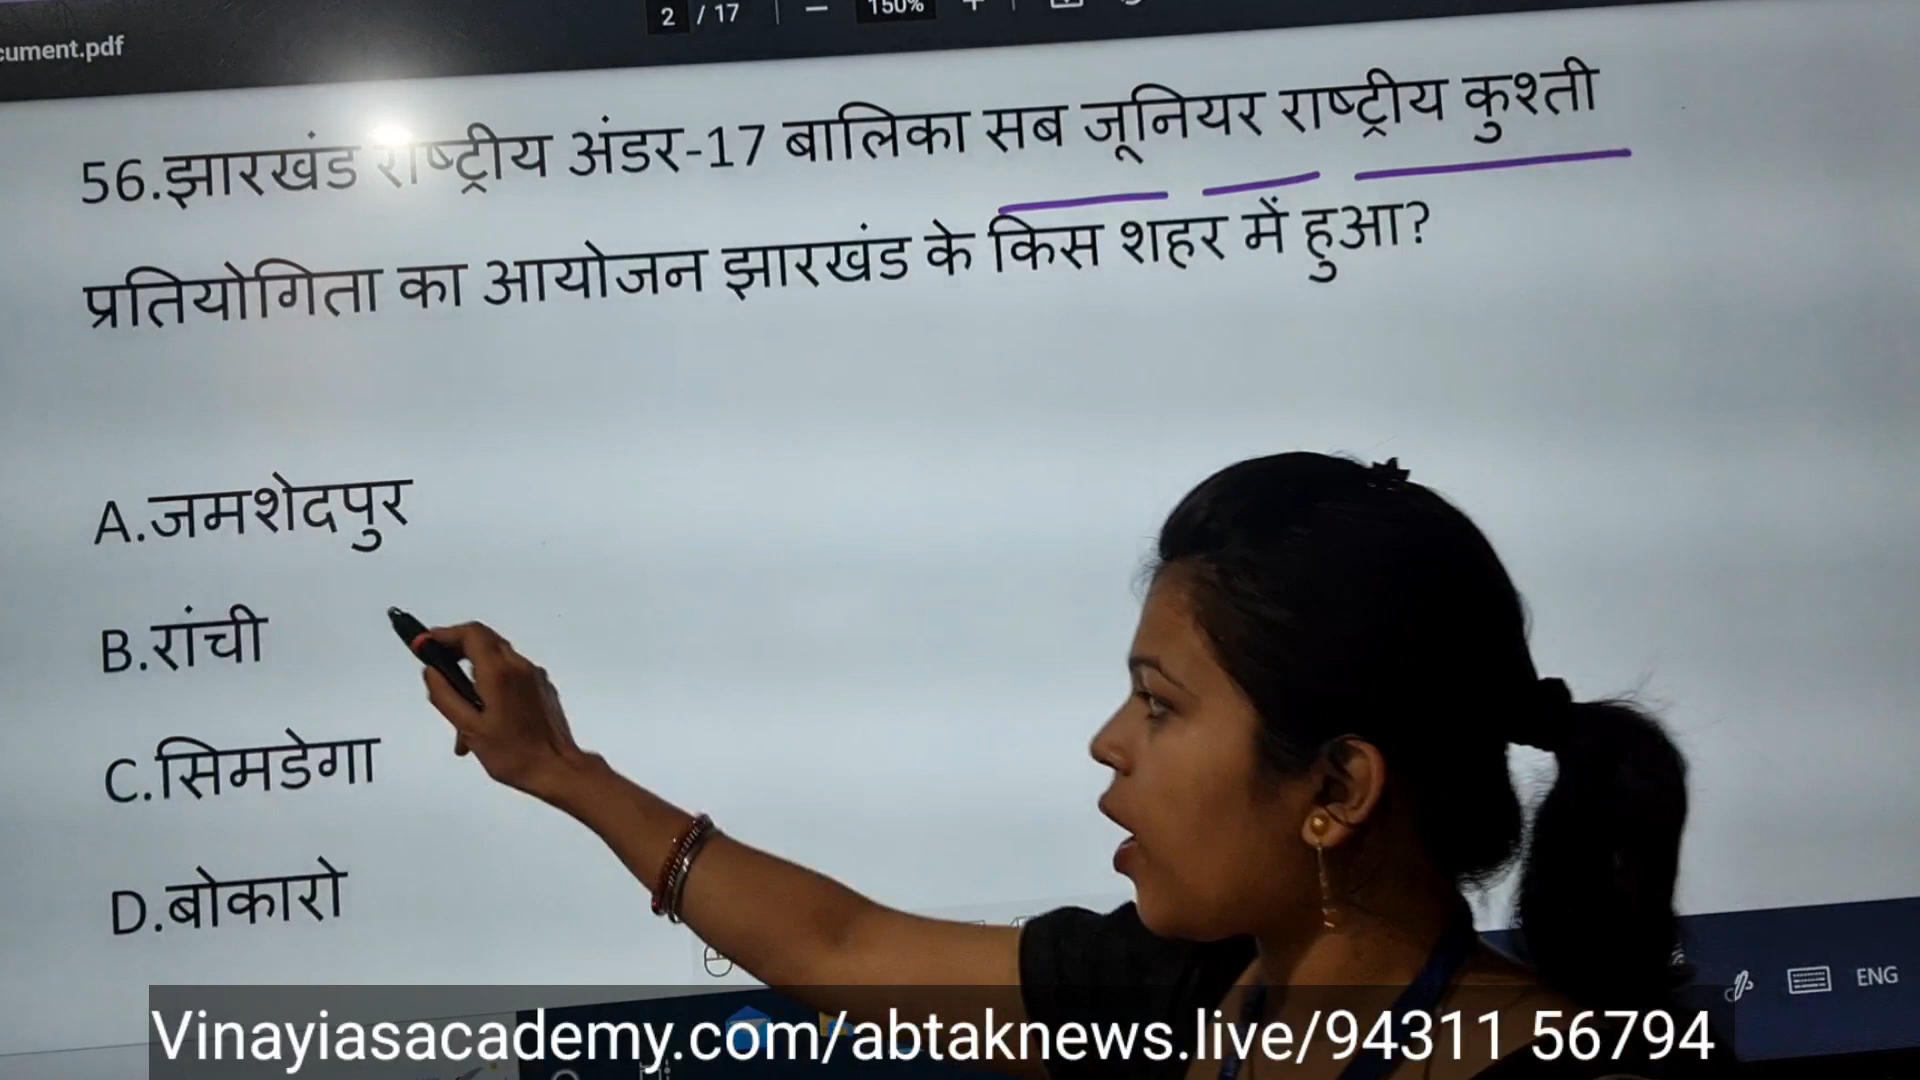 cument.pdf
2 / 17
150%
56.झारखंड राष्ट्रीय अंडर-17 बालिका सब जूनियर राष्ट्रीय कुश्ती
प्रतियोगिता का आयोजन झारखंड के किस शहर में हुआ?
A.जमशेदपुर
B.रांची
C.सिमडेगा
D.बोकारो
ENG
Vinayiasacademy.com/abtaknews.live/94311 56794